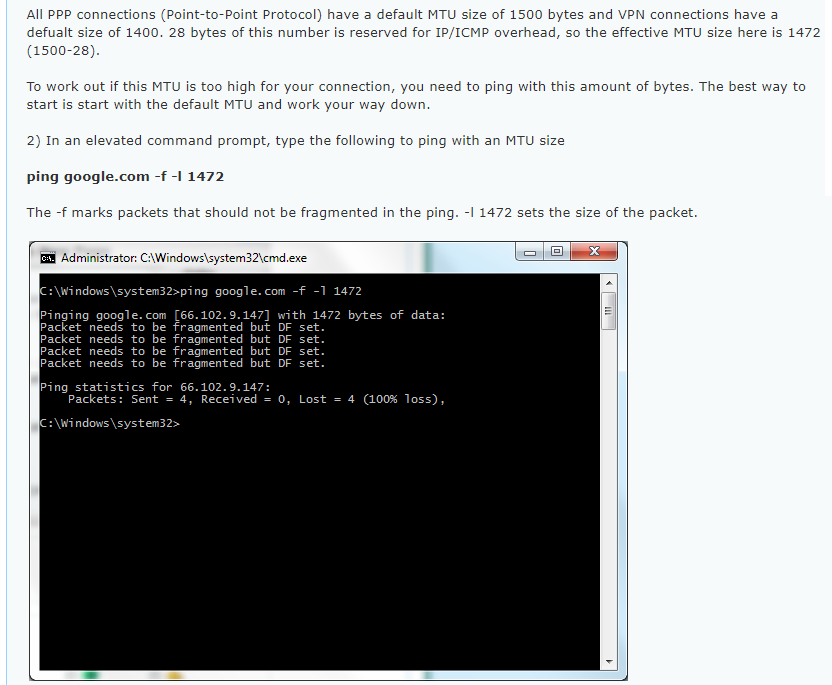 All PPP connections (Point-to-Point Protocol) have a default MTU size of 1500 bytes and VPN connections have a
defualt size of 1400. 28 bytes of this number is reserved for IP/ICMP overhead, so the effective MTU size here is 1472
(1500-28).
To work out if this MTU is too high for your connection, you need to ping with this amount of bytes. The best way to
start is start with the default MTU and work your way down.
2) In an elevated command prompt, type the following to ping with an MTU size
ping google.com -f -l 1472
The -f marks packets that should not be fragmented in the ping. -l 1472 sets the size of the packet.
C:\. Administrator: C:\Windows\system32\cmd.exe
C:\Windows\system32>ping google.com -f -l 1472
Pinging google.com [66.102.9.147] with 1472 bytes of data:
Packet needs to be fragmented but DF set.
Packet needs to be fragmented but DF set.
Packet needs to be fragmented but DF set.
Packet needs to be fragmented but DF set.
Ping statistics for 66.102.9.147:
    Packets: Sent = 4, Received = 0, Lost = 4 (100% loss),
C:\Windows\system32>